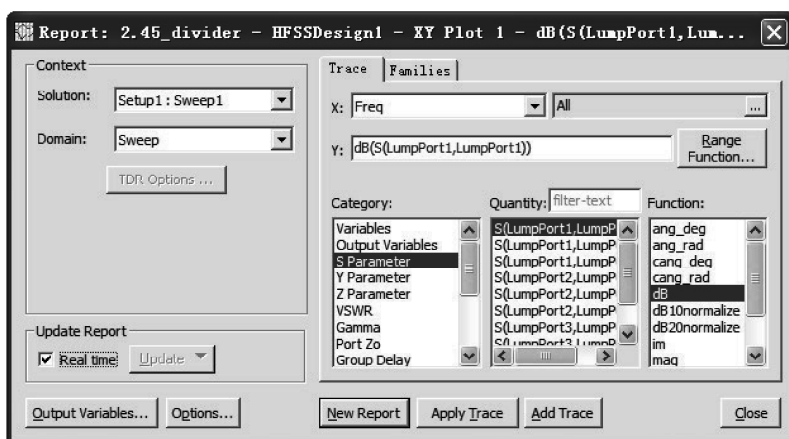 Report: 2.45_divider - HFSSDesign1 - XY Plot 1 - dB(S(LumpPort1,Lum...
Context
Solution:
Setup1 : Sweep1
Domain:
Sweep
TDR Options ...
Update Report
Real time
Update
Output Variables...
Options...
Trace
Families
X:
Freq
All
...
Y:
dB(S(LumpPort1,LumpPort1))
Range Function...
Category:
Variables
Output Variables
S Parameter
Y Parameter
Z Parameter
VSWR
Gamma
Port Zo
Group Delay
Quantity:
filter-text
S(LumpPort1,LumpP
S(LumpPort1,LumpP
S(LumpPort1,LumpP
S(LumpPort2,LumpP
S(LumpPort2,LumpP
S(LumpPort2,LumpP
S(LumpPort3,LumpP
S(LumpPort3,LumpP
Function:
ang_deg
ang_rad
cang_deg
cang_rad
dB
dB10normalize
dB20normalize
im
mag
New Report
Apply Trace
Add Trace
Close